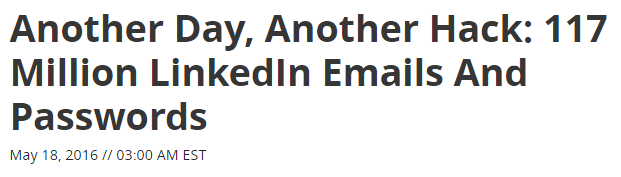 Another Day, Another Hack: 117
Million LinkedIn Emails And
Passwords
May 18, 2016 // 03:00 AM EST